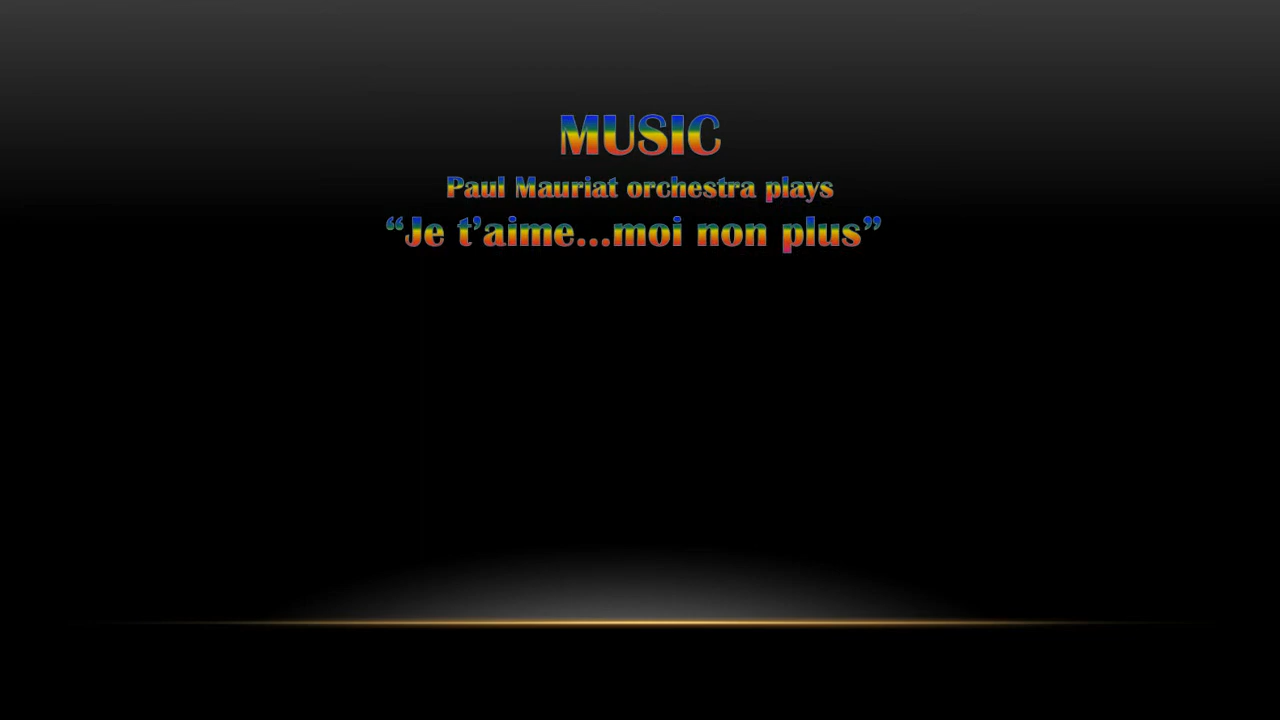 MUSIC
Paul Mauriat orchestra plays
“Je t’aime...moi non plus”